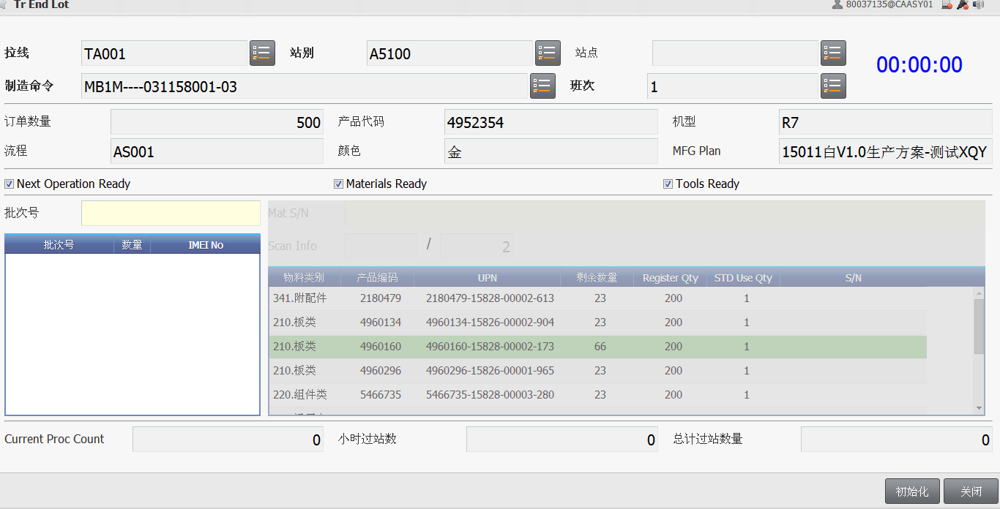 Tr End Lot 80037135@CAASY01
拉线 TA001 站别 A5100 站点
00:00:00
制造命令 MB1M----031158001-03 班次 1
订单数量 500 产品代码 4952354 机型 R7
流程 AS001 颜色 金 MFG Plan 15011白V1.0生产方案-测试XQY
Next Operation Ready Materials Ready Tools Ready
批次号 Mat S/N
Scan Info / 2
批次号 数量 IMEI No
物料类别 产品编码 UPN 剩余数量 Register Qty STD Use Qty S/N
341.附配件 2180479 2180479-15828-00002-613 23 200 1
210.板类 4960134 4960134-15826-00002-904 23 200 1
210.板类 4960160 4960160-15828-00002-173 66 200 1
210.板类 4960296 4960296-15826-00001-965 23 200 1
220.组件类 5466735 5466735-15828-00003-280 23 200 1
Current Proc Count 0 小时过站数 0 总计过站数量 0
初始化 关闭